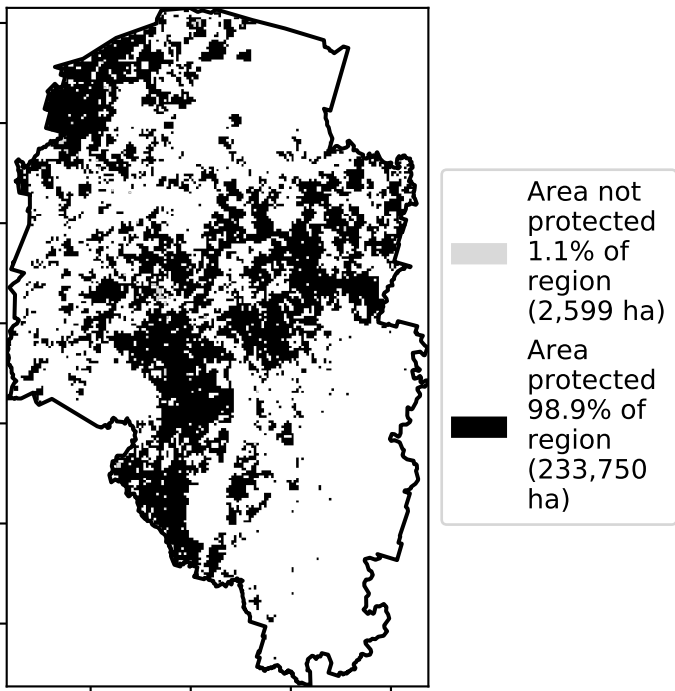 Area not
protected
1.1% of
region
(2,599 ha)
Area
protected
98.9% of
region
(233,750
ha)